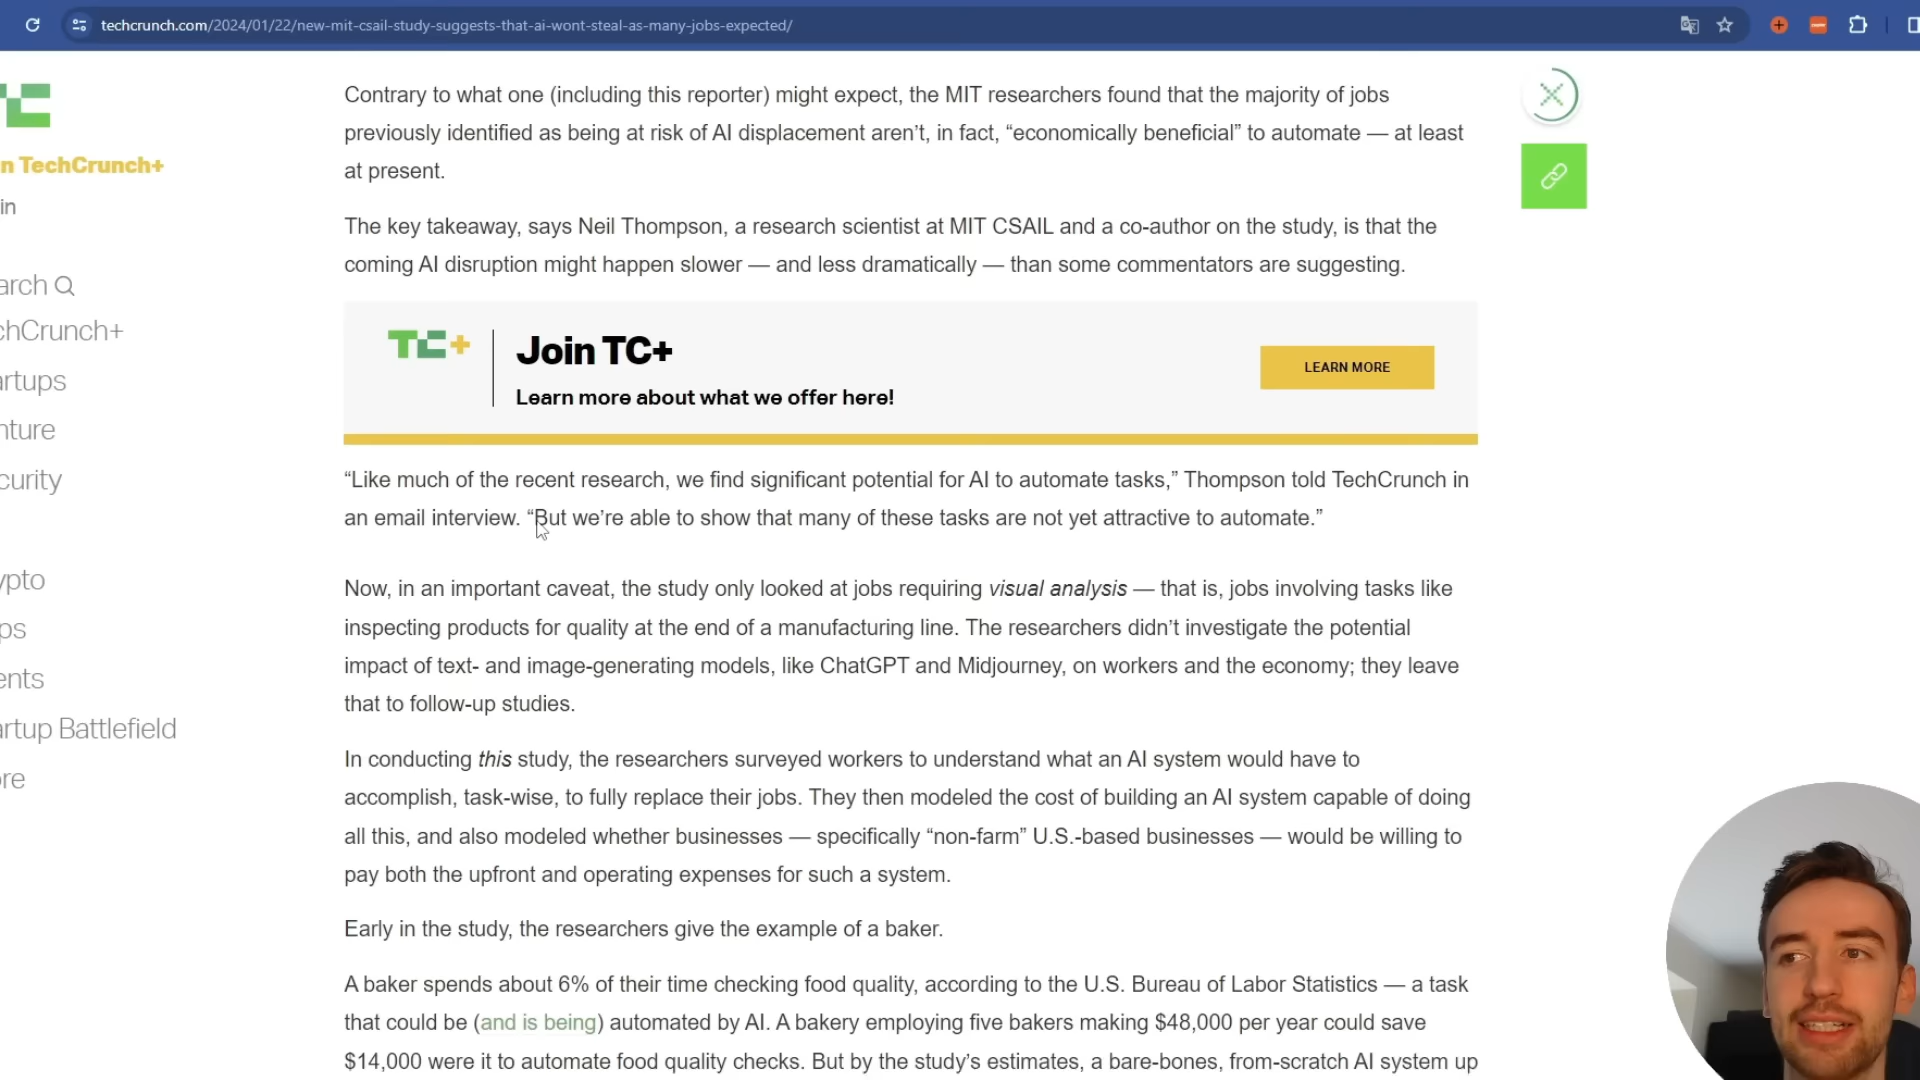 techcrunch.com/2024/01/22/new-mit-csail-study-suggests-that-ai-wont-steal-as-many-jobs-expected/
TC
n TechCrunch+
in
arch
chCrunch+
artups
nture
curity
ypto
ps
ents
artup Battlefield
ore
Contrary to what one (including this reporter) might expect, the MIT researchers found that the majority of jobs
previously identified as being at risk of AI displacement aren’t, in fact, “economically beneficial” to automate — at least
at present.
The key takeaway, says Neil Thompson, a research scientist at MIT CSAIL and a co-author on the study, is that the
coming AI disruption might happen slower — and less dramatically — than some commentators are suggesting.
TC+
Join TC+
Learn more about what we offer here!
LEARN MORE
“Like much of the recent research, we find significant potential for AI to automate tasks,” Thompson told TechCrunch in
an email interview. “But we’re able to show that many of these tasks are not yet attractive to automate.”
Now, in an important caveat, the study only looked at jobs requiring visual analysis — that is, jobs involving tasks like
inspecting products for quality at the end of a manufacturing line. The researchers didn’t investigate the potential
impact of text- and image-generating models, like ChatGPT and Midjourney, on workers and the economy; they leave
that to follow-up studies.
In conducting this study, the researchers surveyed workers to understand what an AI system would have to
accomplish, task-wise, to fully replace their jobs. They then modeled the cost of building an AI system capable of doing
all this, and also modeled whether businesses — specifically “non-farm” U.S.-based businesses — would be willing to
pay both the upfront and operating expenses for such a system.
Early in the study, the researchers give the example of a baker.
A baker spends about 6% of their time checking food quality, according to the U.S. Bureau of Labor Statistics — a task
that could be (and is being) automated by AI. A bakery employing five bakers making $48,000 per year could save
$14,000 were it to automate food quality checks. But by the study’s estimates, a bare-bones, from-scratch AI system up